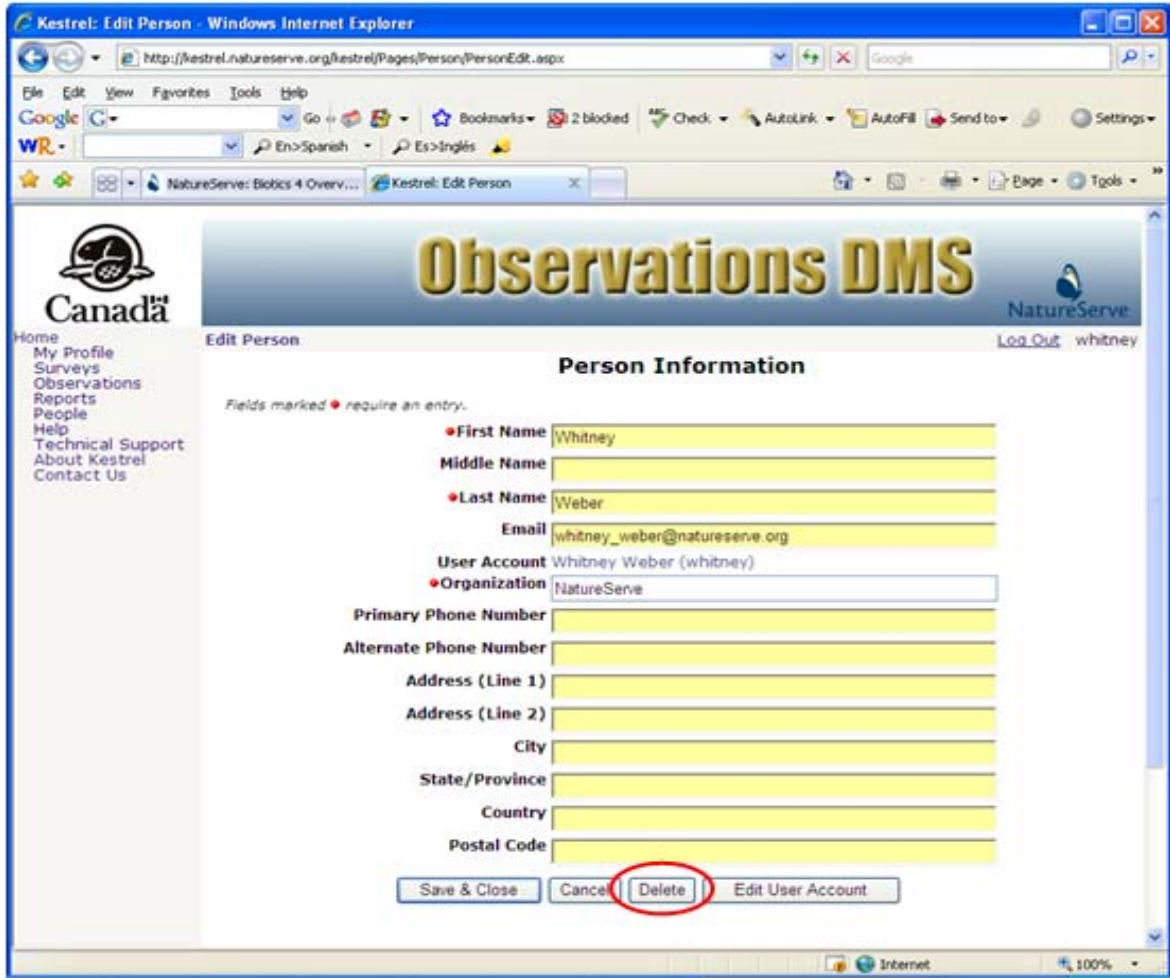 Kestrel: Edit Person - Windows Internet Explorer
http://kestrel.natureserve.org/kestrel/Pages/Person/PersonEdit.aspx
Google
File Edit View Favorites Tools Help
Google G Go Bookmarks 2 blocked Check AutoLink AutoFill Send to Settings
WR En>Spanish Es>Inglés
NatureServe: Biotics 4 Overv... Kestrel: Edit Person Page Tools
Canada
Observations DMS
NatureServe
Home
My Profile
Surveys
Observations
Reports
People
Help
Technical Support
About Kestrel
Contact Us
Edit Person
Log Out whitney
Person Information
Fields marked require an entry.
First Name Whitney
Middle Name
Last Name Weber
Email whitney_weber@natureserve.org
User Account Whitney Weber (whitney)
Organization NatureServe
Primary Phone Number
Alternate Phone Number
Address (Line 1)
Address (Line 2)
City
State/Province
Country
Postal Code
Save & Close Cancel Delete Edit User Account
Internet 100%